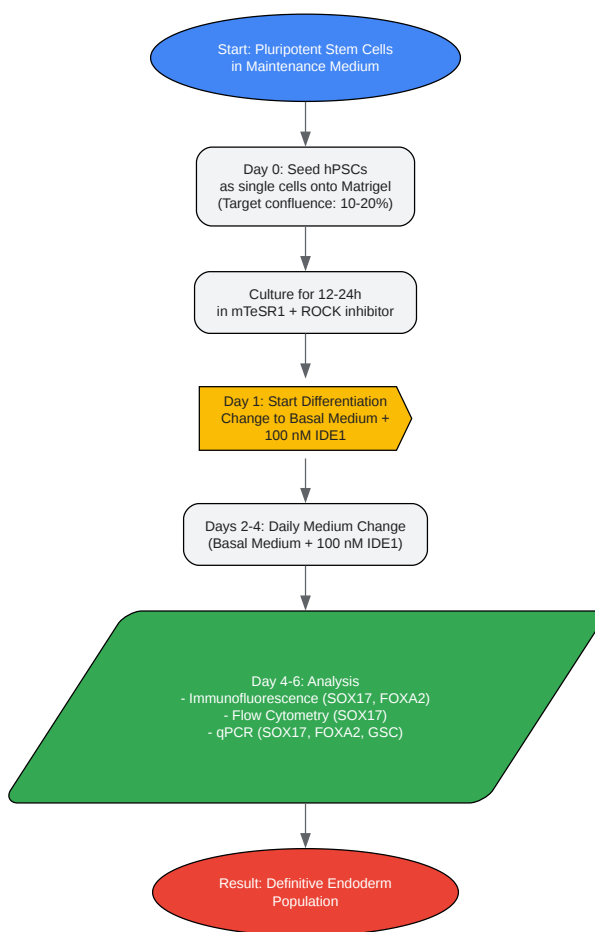 Start: Pluripotent Stem Cells
in Maintenance Medium
Day 0: Seed hPSCs
as single cells onto Matrigel
(Target confluence: 10-20%)
Culture for 12-24h
in mTeSR1 + ROCK inhibitor
Day 1: Start Differentiation
Change to Basal Medium +
100 nM IDE1
Days 2-4: Daily Medium Change
(Basal Medium + 100 nM IDE1)
Day 4-6: Analysis
- Immunofluorescence (SOX17, FOXA2)
- Flow Cytometry (SOX17)
- qPCR (SOX17, FOXA2, GSC)
Result: Definitive Endoderm
Population